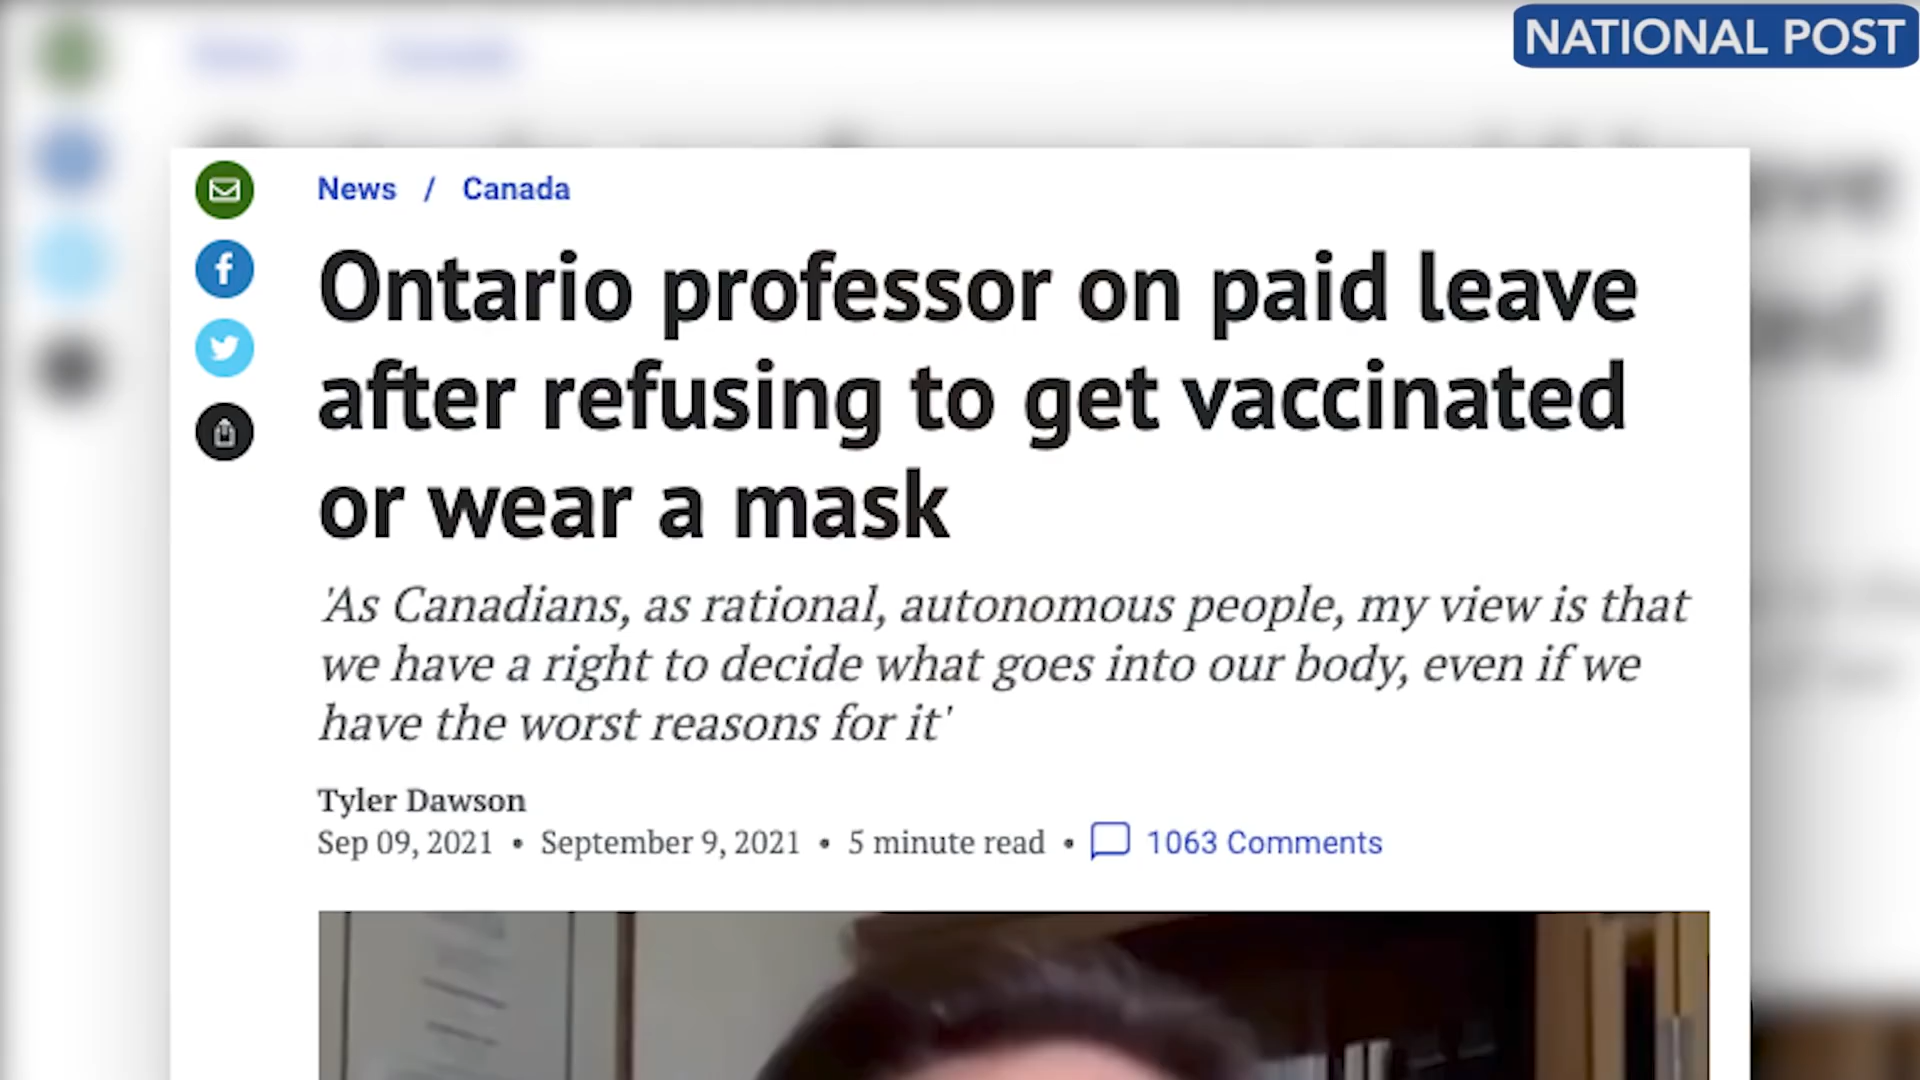 NATIONAL POST
News / Canada
Ontario professor on paid leave
after refusing to get vaccinated
or wear a mask
'As Canadians, as rational, autonomous people, my view is that
we have a right to decide what goes into our body, even if we
have the worst reasons for it'
Tyler Dawson
Sep 09, 2021 • September 9, 2021 • 5 minute read • 1063 Comments